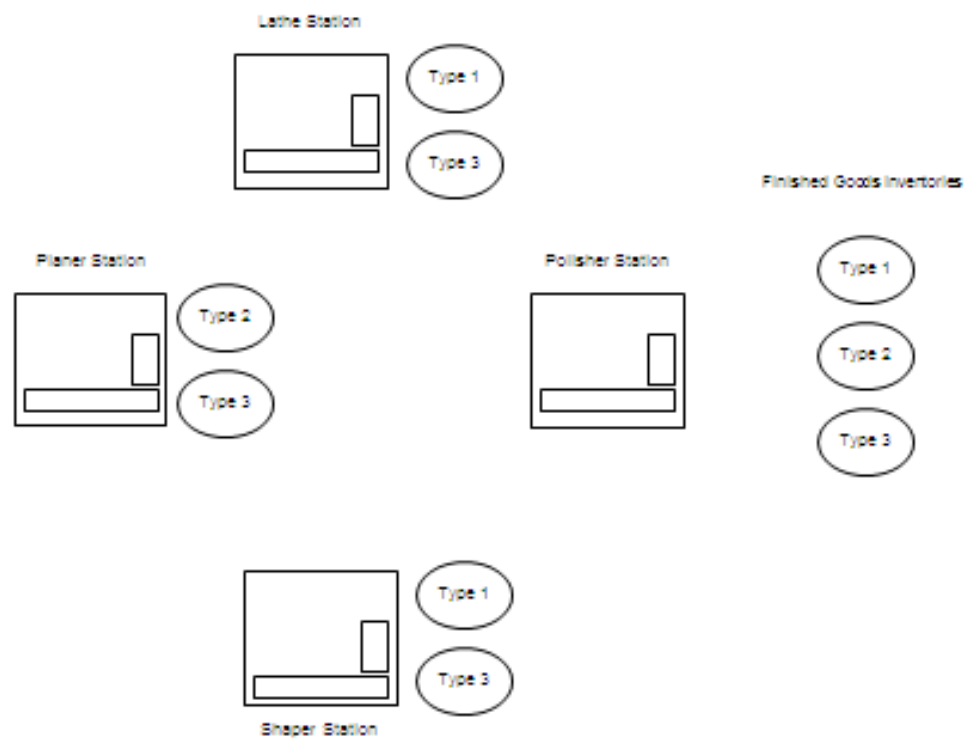 Lathe Station
Type 1
Type 3
Finished Goods Inventories
Planer Station
Type 2
Type 3
Polisher Station
Type 1
Type 2
Type 3
Type 1
Type 3
Shaper Station